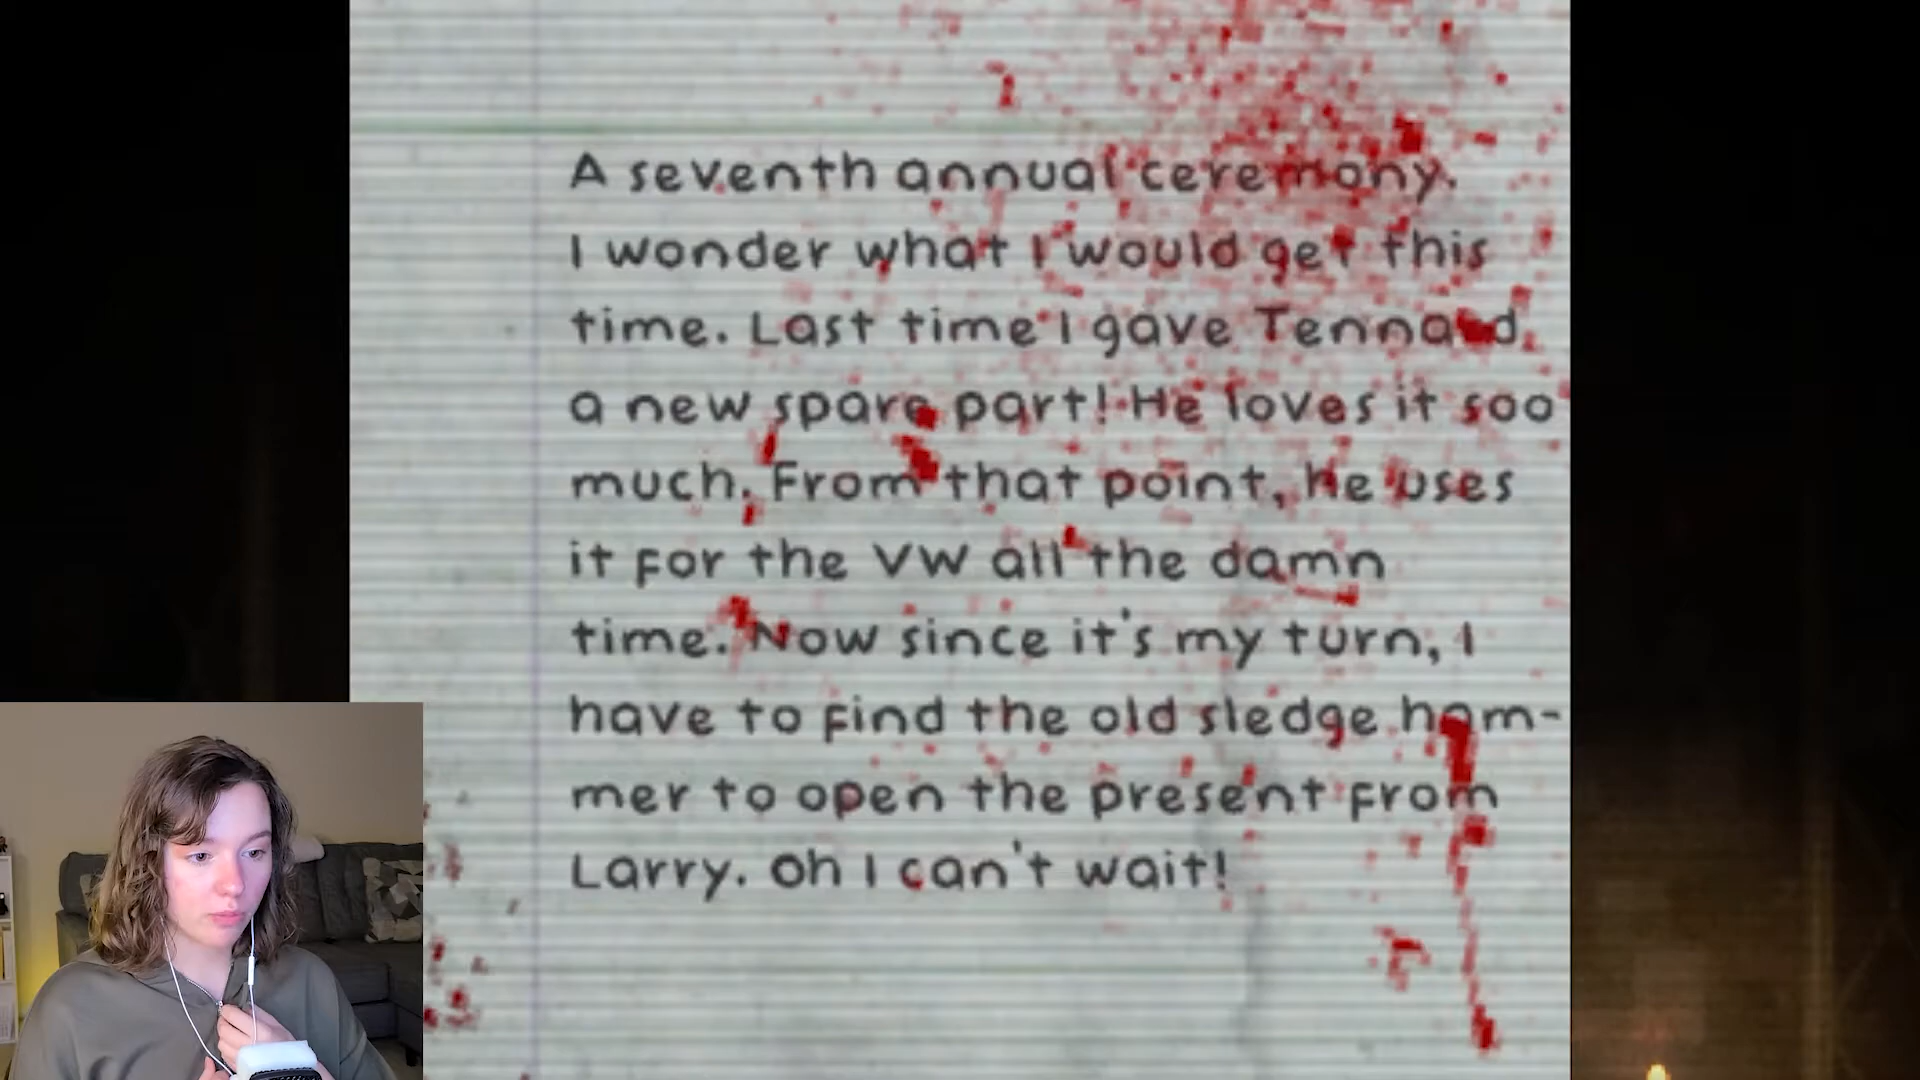 A seventh annual ceremony.
I wonder what I would get this
time. Last time I gave Tennard
a new spare part! He loves it soo
much. From that point, he uses
it for the VW all the damn
time. Now since it's my turn, I
have to find the old sledge ham-
mer to open the present from
Larry. Oh I can't wait!